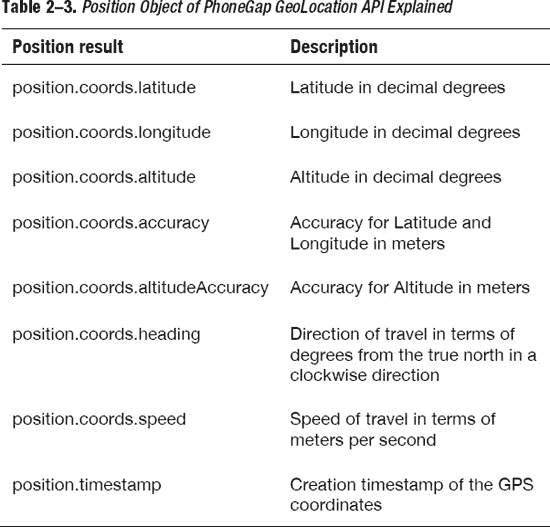 Table 2–3. Position Object of PhoneGap GeoLocation API Explained
Position result Description
position.coords.latitude Latitude in decimal degrees
position.coords.longitude Longitude in decimal degrees
position.coords.altitude Altitude in decimal degrees
position.coords.accuracy Accuracy for Latitude and
Longitude in meters
position.coords.altitudeAccuracy Accuracy for Altitude in meters
position.coords.heading Direction of travel in terms of
degrees from the true north in a
clockwise direction
position.coords.speed Speed of travel in terms of
meters per second
position.timestamp Creation timestamp of the GPS
coordinates